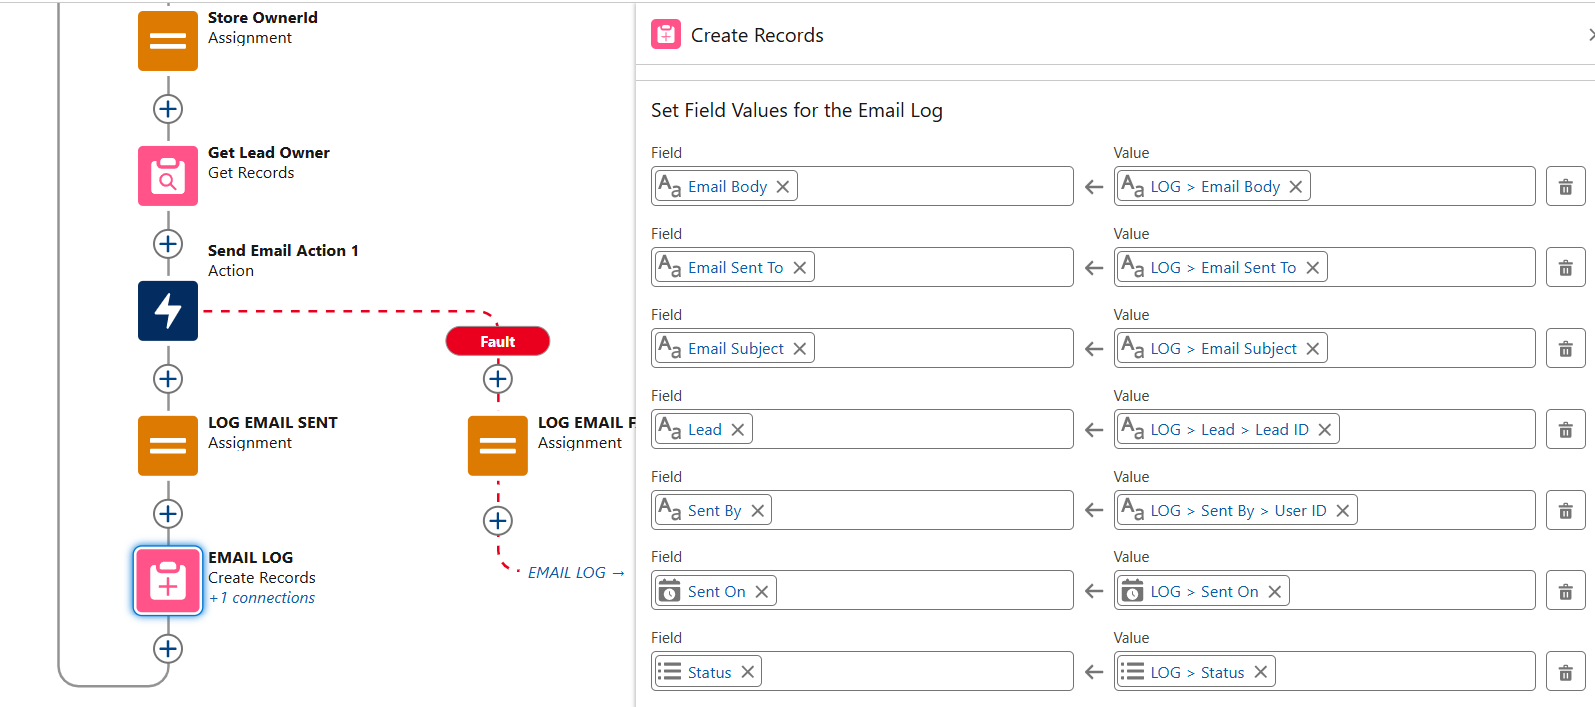 Store OwnerId
Assignment
Get Lead Owner
Get Records
Send Email Action 1
Action
Fault
LOG EMAIL SENT
Assignment
LOG EMAIL F
Assignment
EMAIL LOG
Create Records
+1 connections
EMAIL LOG →
Create Records
Set Field Values for the Email Log
Field Value
Email Body LOG > Email Body
Field Value
Email Sent To LOG > Email Sent To
Field Value
Email Subject LOG > Email Subject
Field Value
Lead LOG > Lead > Lead ID
Field Value
Sent By LOG > Sent By > User ID
Field Value
Sent On LOG > Sent On
Field Value
Status LOG > Status